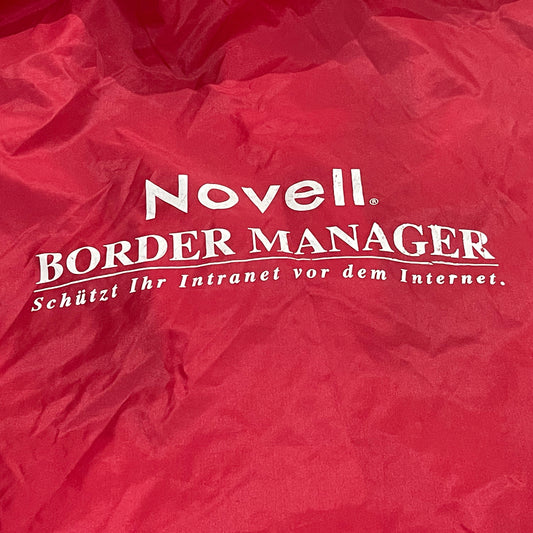 Novell®
BORDER MANAGER
Schützt Ihr Intranet vor dem Internet.